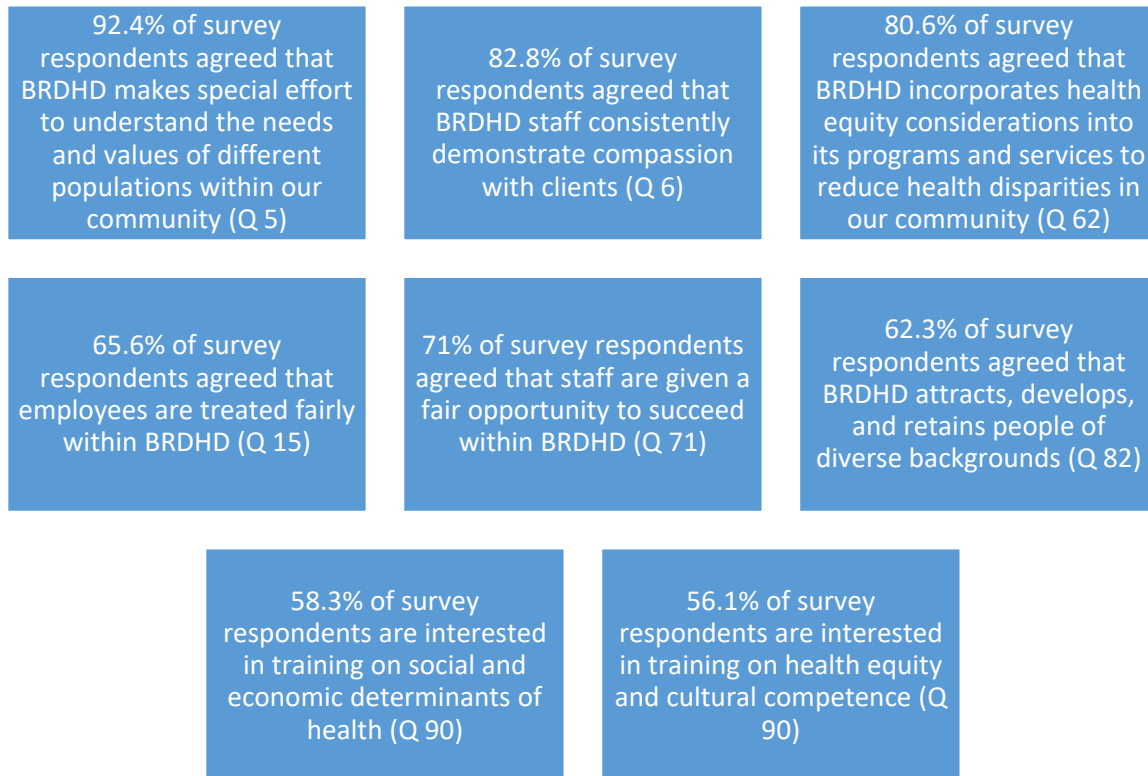 92.4% of survey
respondents agreed that
BRDHD makes special effort
to understand the needs
and values of different
populations within our
community (Q 5)
82.8% of survey
respondents agreed that
BRDHD staff consistently
demonstrate compassion
with clients (Q 6)
80.6% of survey
respondents agreed that
BRDHD incorporates health
equity considerations into
its programs and services to
reduce health disparities in
our community (Q 62)
65.6% of survey
respondents agreed that
employees are treated fairly
within BRDHD (Q 15)
71% of survey respondents
agreed that staff are given a
fair opportunity to succeed
within BRDHD (Q 71)
62.3% of survey
respondents agreed that
BRDHD attracts, develops,
and retains people of
diverse backgrounds (Q 82)
58.3% of survey
respondents are interested
in training on social and
economic determinants of
health (Q 90)
56.1% of survey
respondents are interested
in training on health equity
and cultural competence (Q
90)